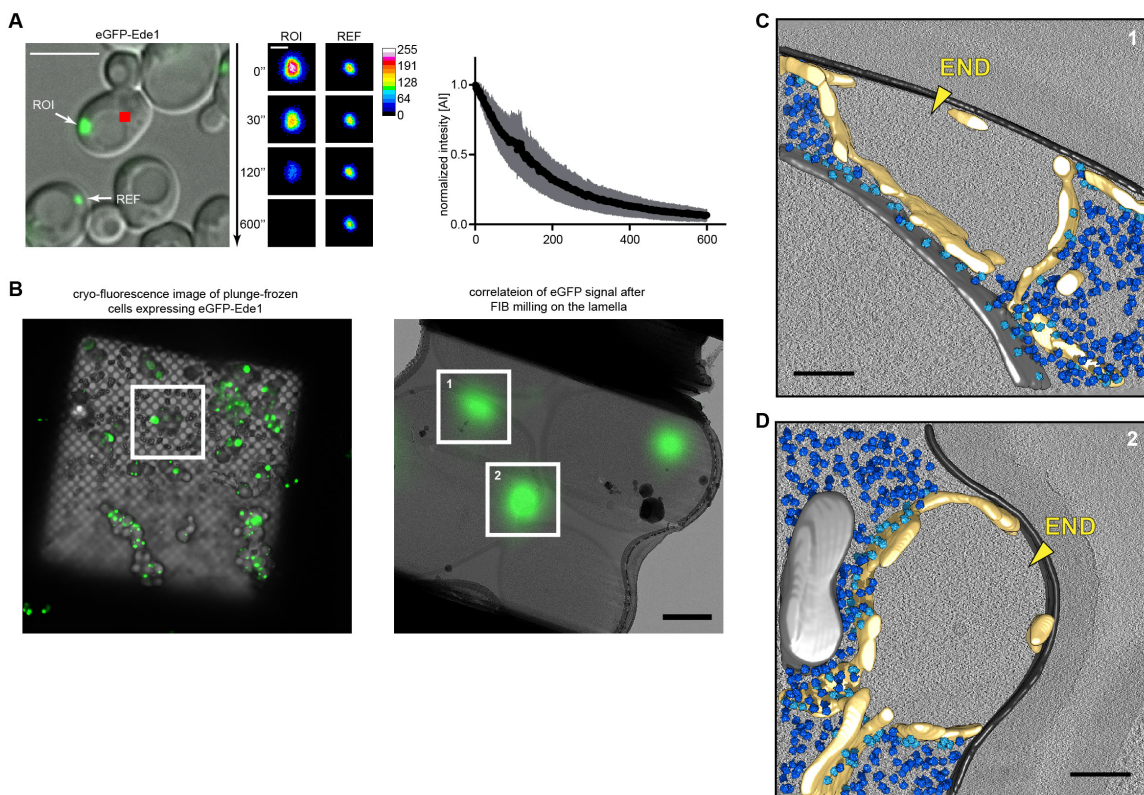 A
eGFP-Ede1
ROI
REF
ROI
REF
0’’
30’’
120’’
600’’
255
191
128
64
0
normalized intesity [AI]
1.0
0.5
0.0
0
200
400
600
B
cryo-fluorescence image of plunge-frozen
cells expressing eGFP-Ede1
correlateion of eGFP signal after
FIB milling on the lamella
1
2
C
1
END
D
2
END